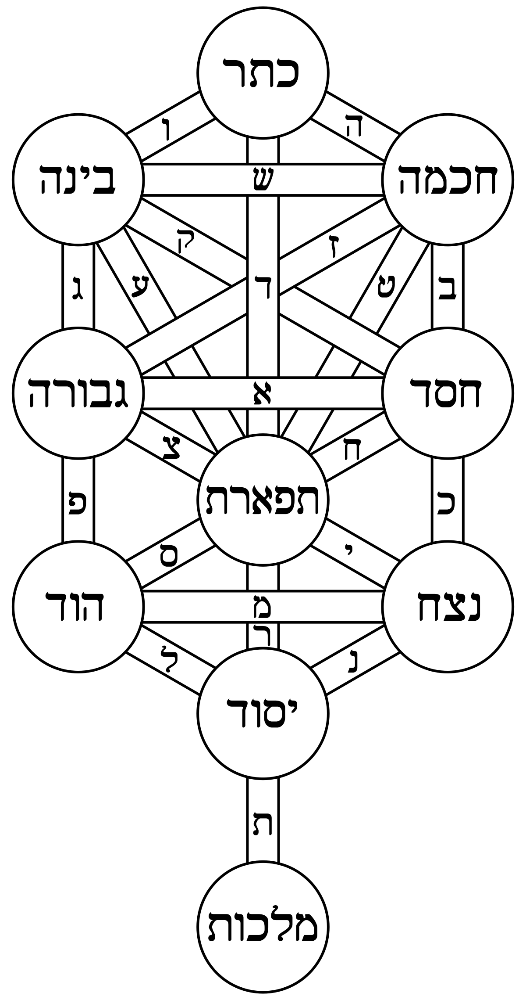 כתר
ה
ו
חכמה
ש
בינה
ז
ק
ב
ט
ד
ע
ג
חסד
א
גבורה
ח
צ
כ
תפארת
פ
י
ס
נצח
מ
הוד
ר
נ
ל
יסוד
ת
מלכות